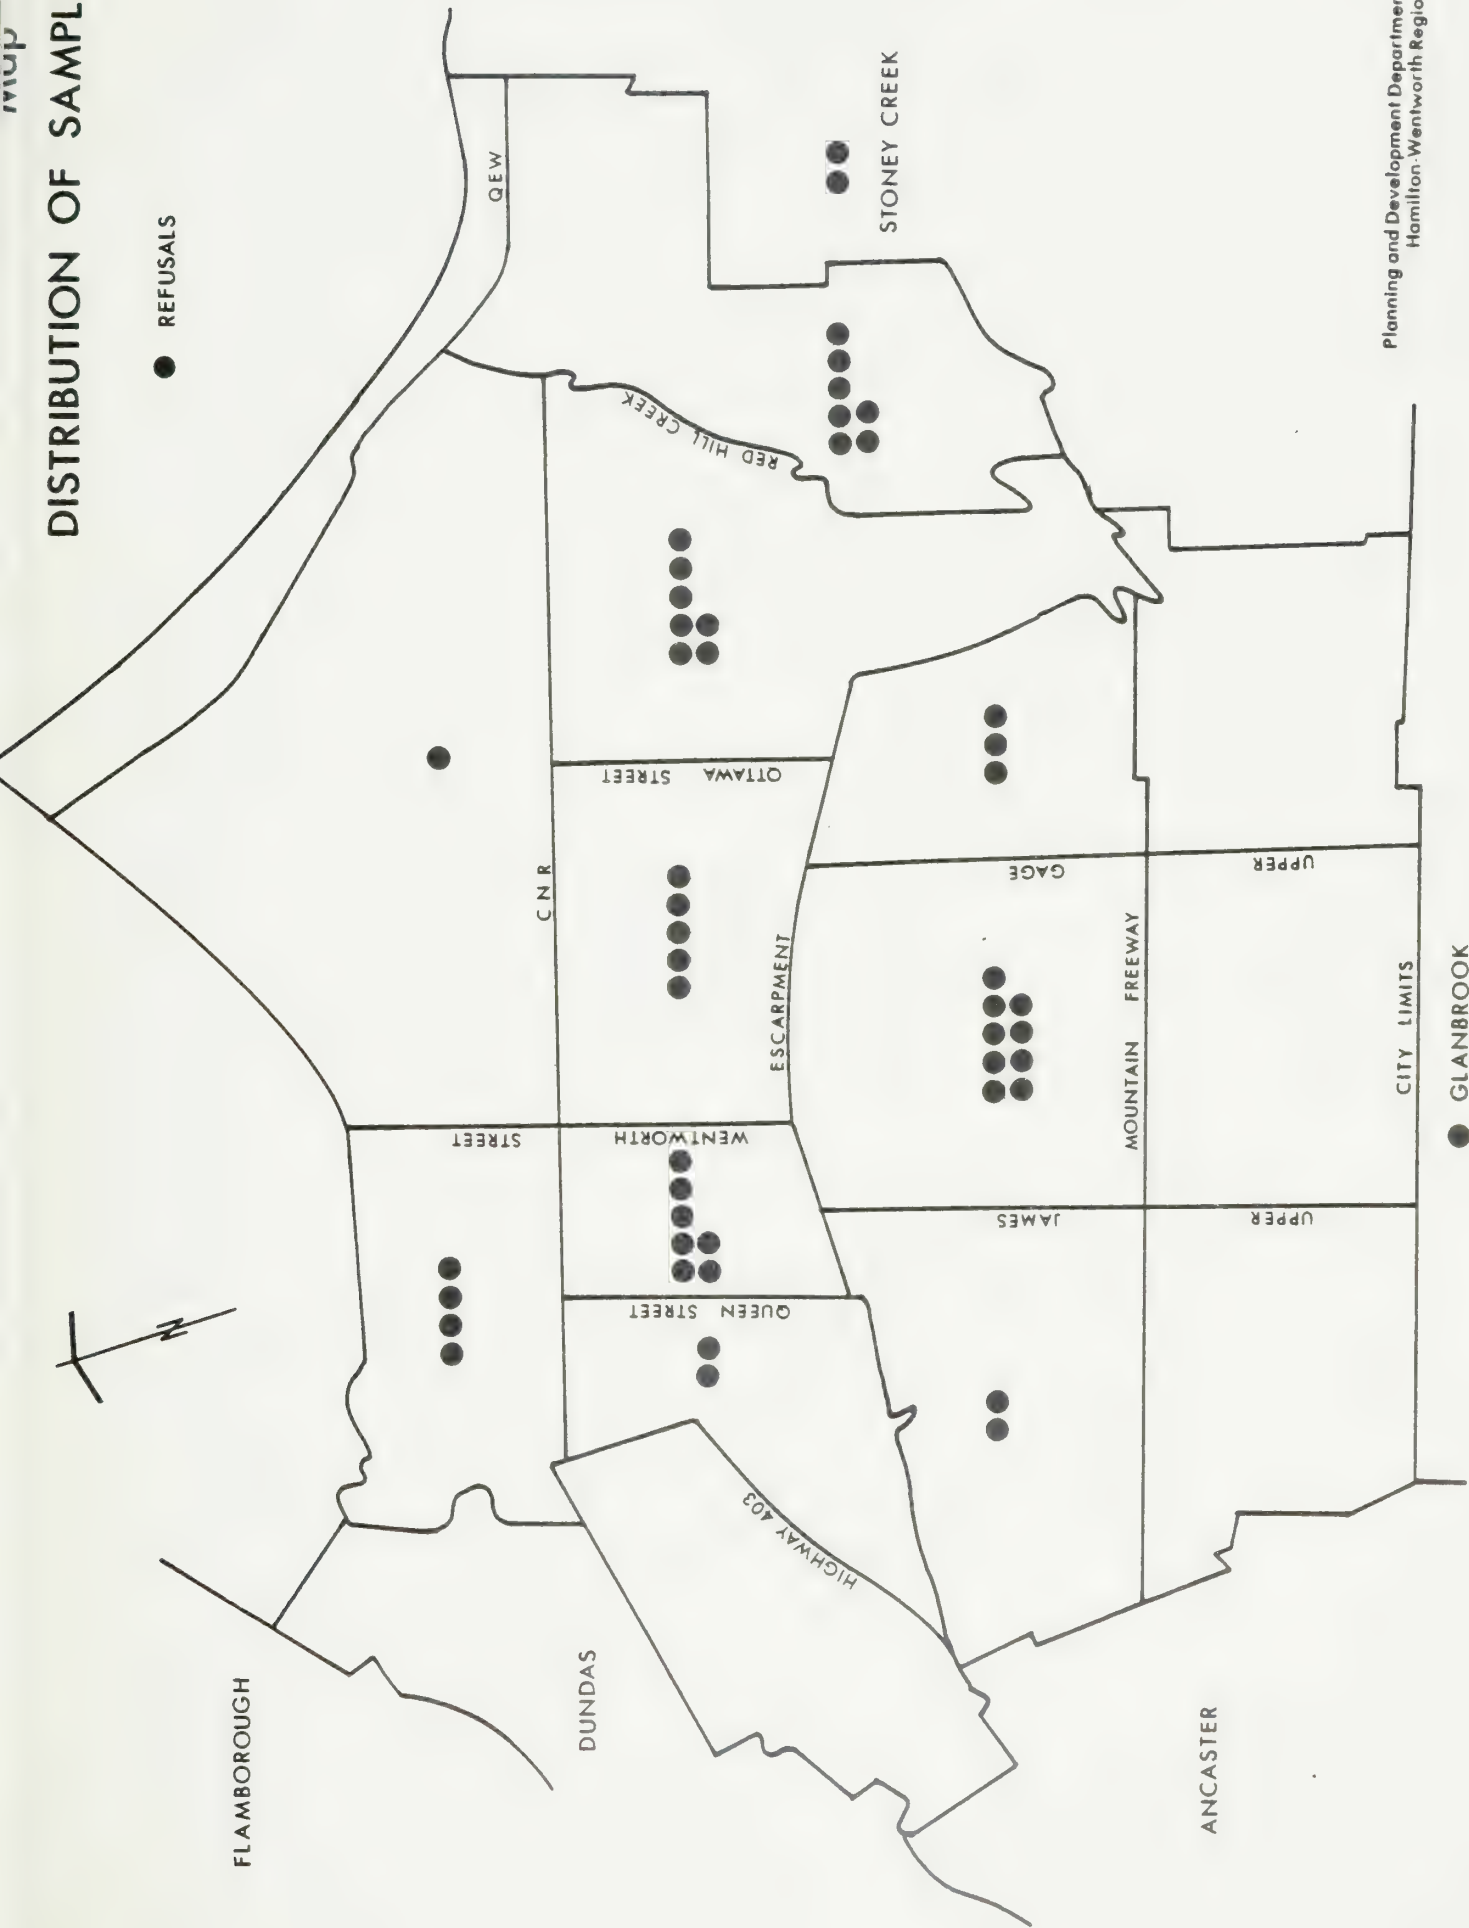 DISTRIBUTION OF SAMPL
REFUSALS
QEW
STONEY CREEK
RED HILL CREEK
OTTAWA STREET
CNR
ESCARPMENT
WENTWORTH STREET
QUEEN STREET
HIGHWAY 403
UPPER GAGE
UPPER JAMES
MOUNTAIN FREEWAY
CITY LIMITS
GLANBROOK
FLAMBOROUGH
DUNDAS
ANCASTER
N
Planning and Development Departmen
Hamilton-Wentworth Regio